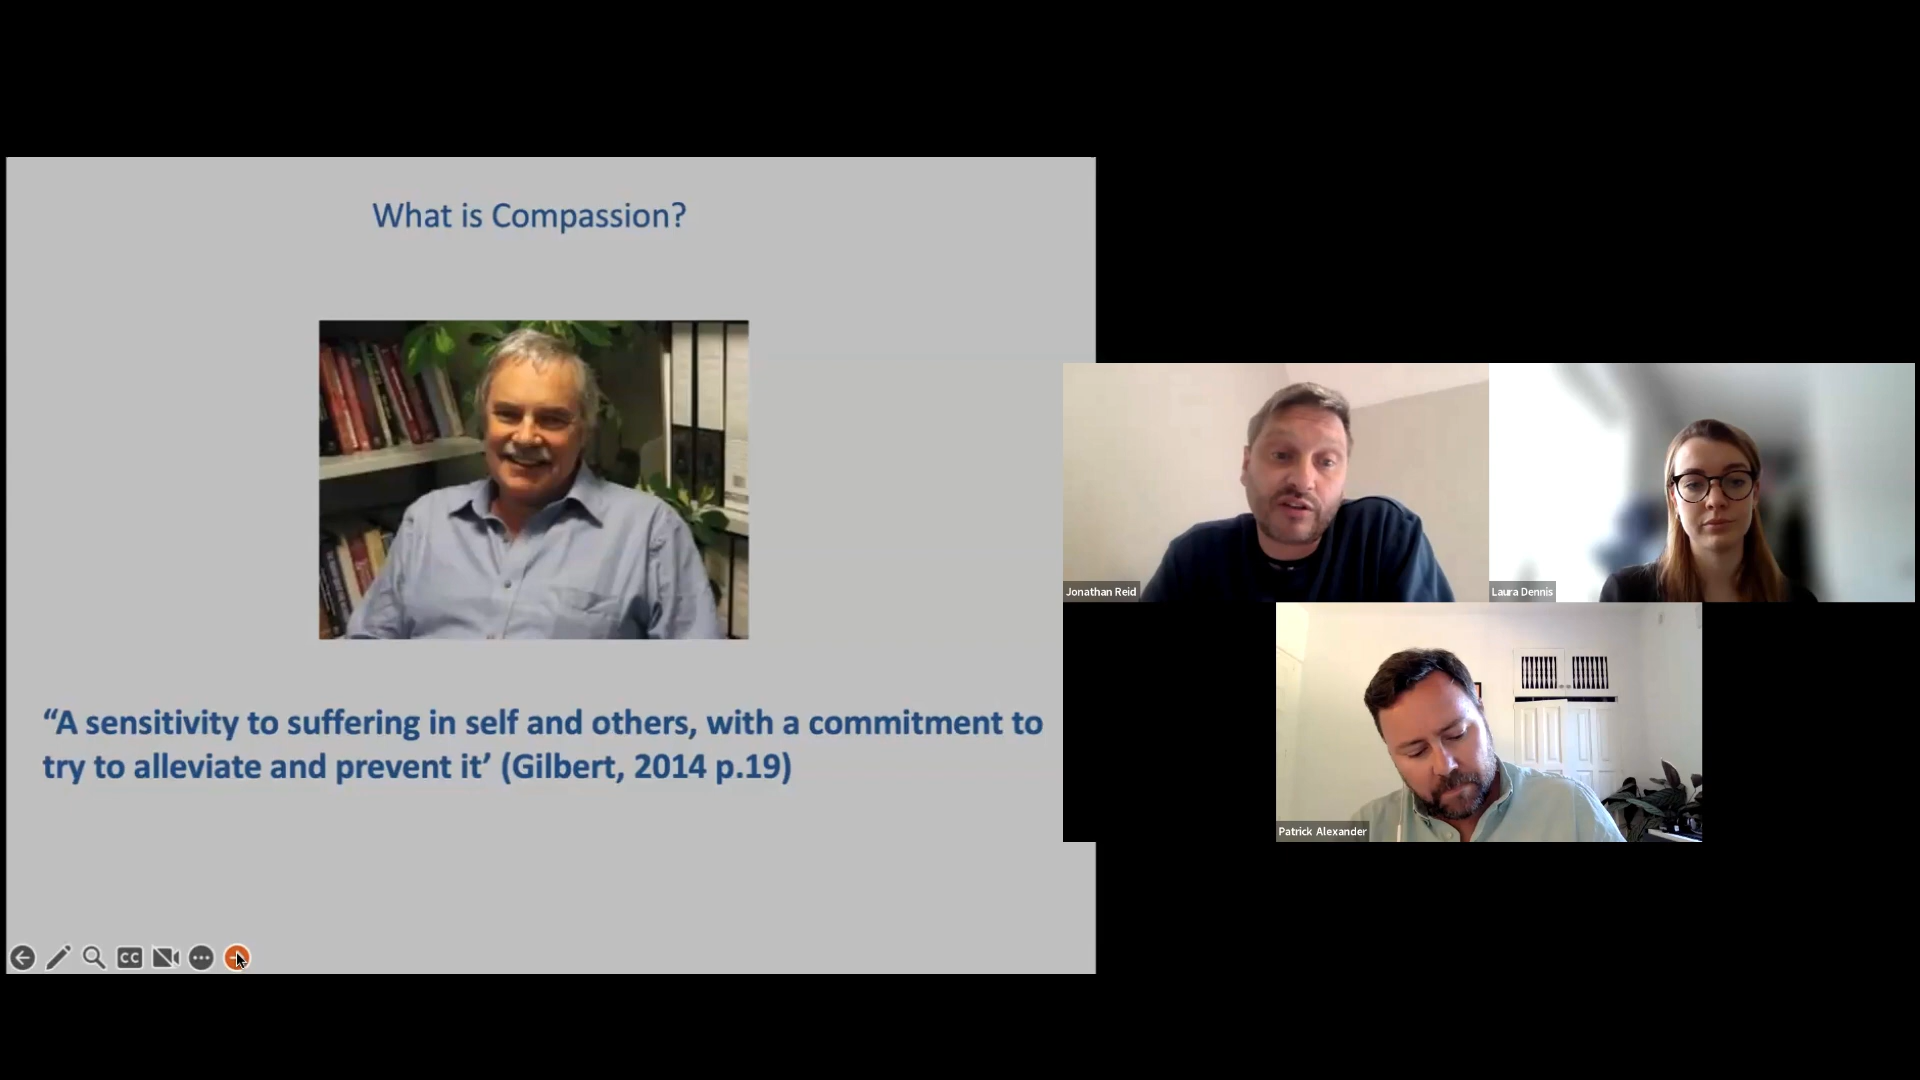 What is Compassion?
“A sensitivity to suffering in self and others, with a commitment to
try to alleviate and prevent it’ (Gilbert, 2014 p.19)
CC
Jonathan Reid
Laura Dennis
Patrick Alexander